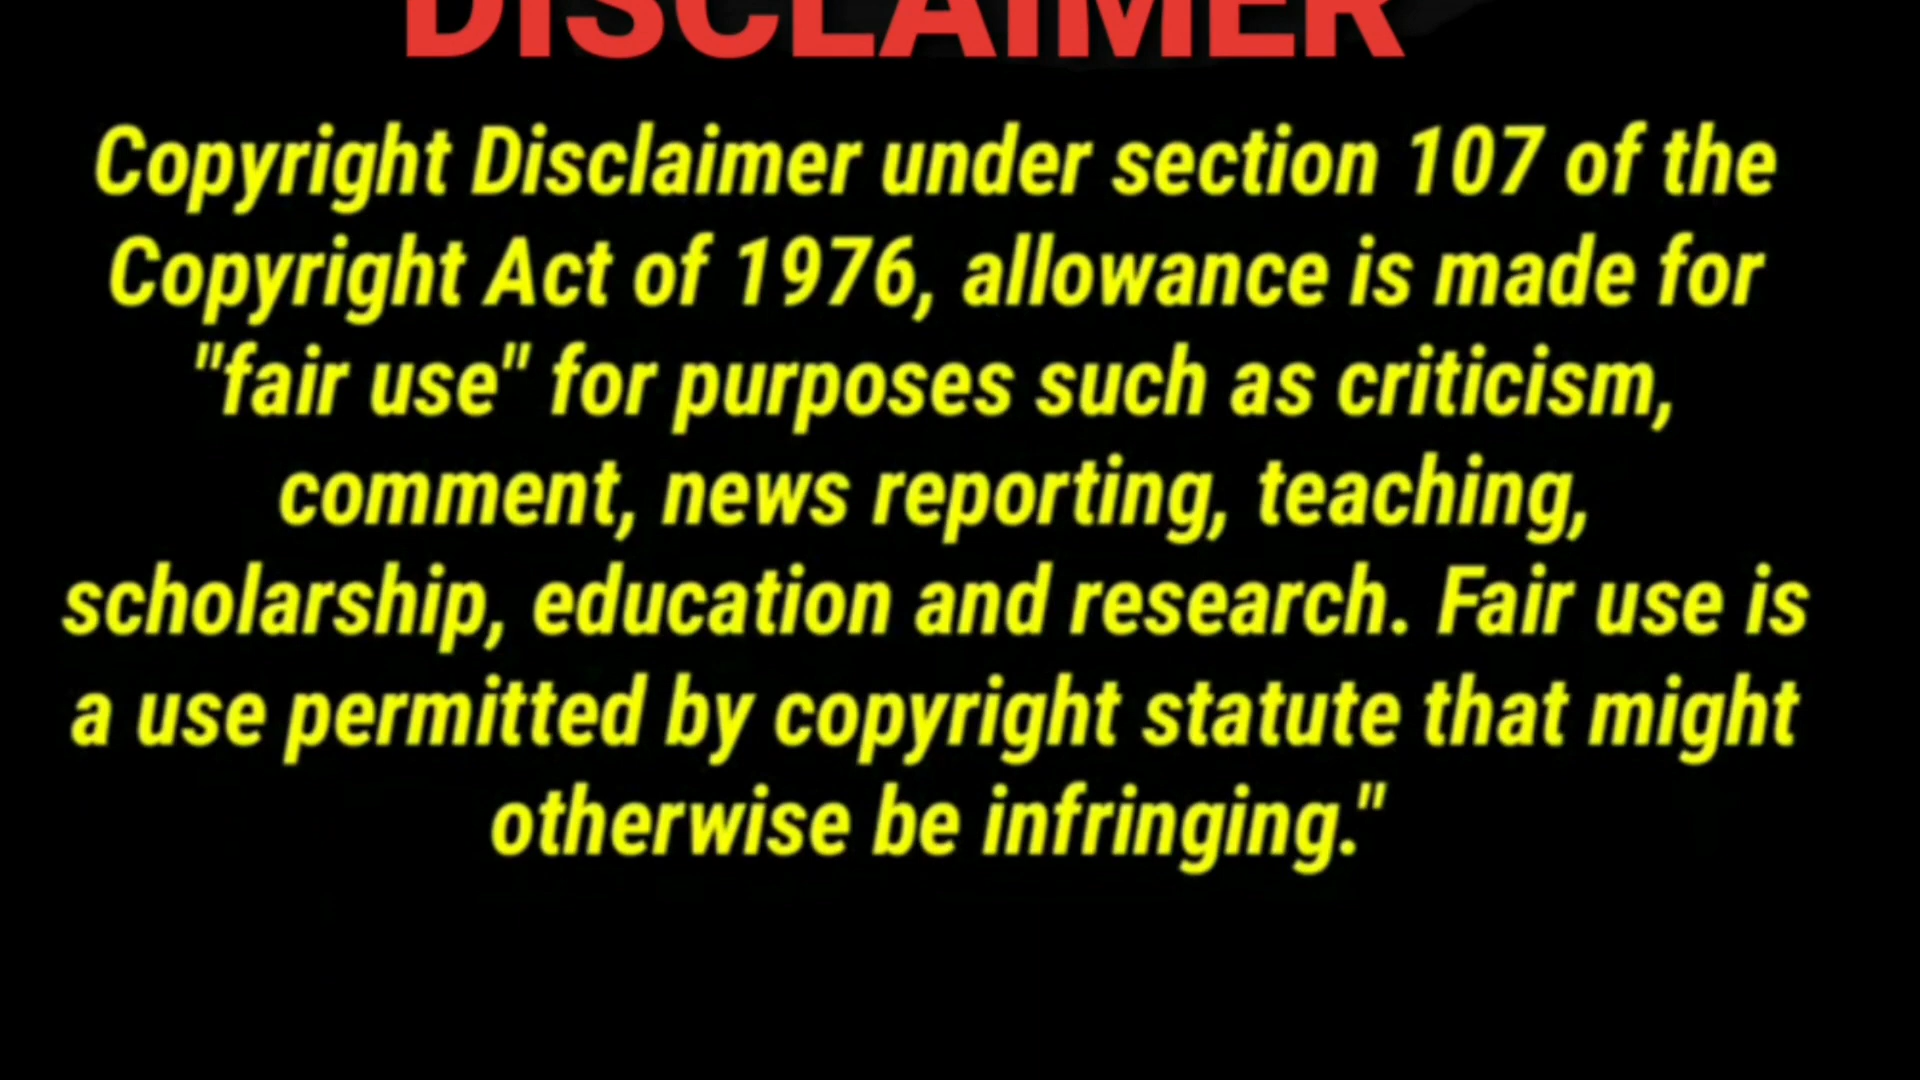 DISCLAIMER
Copyright Disclaimer under section 107 of the
Copyright Act of 1976, allowance is made for
"fair use" for purposes such as criticism,
comment, news reporting, teaching,
scholarship, education and research. Fair use is
a use permitted by copyright statute that might
otherwise be infringing."